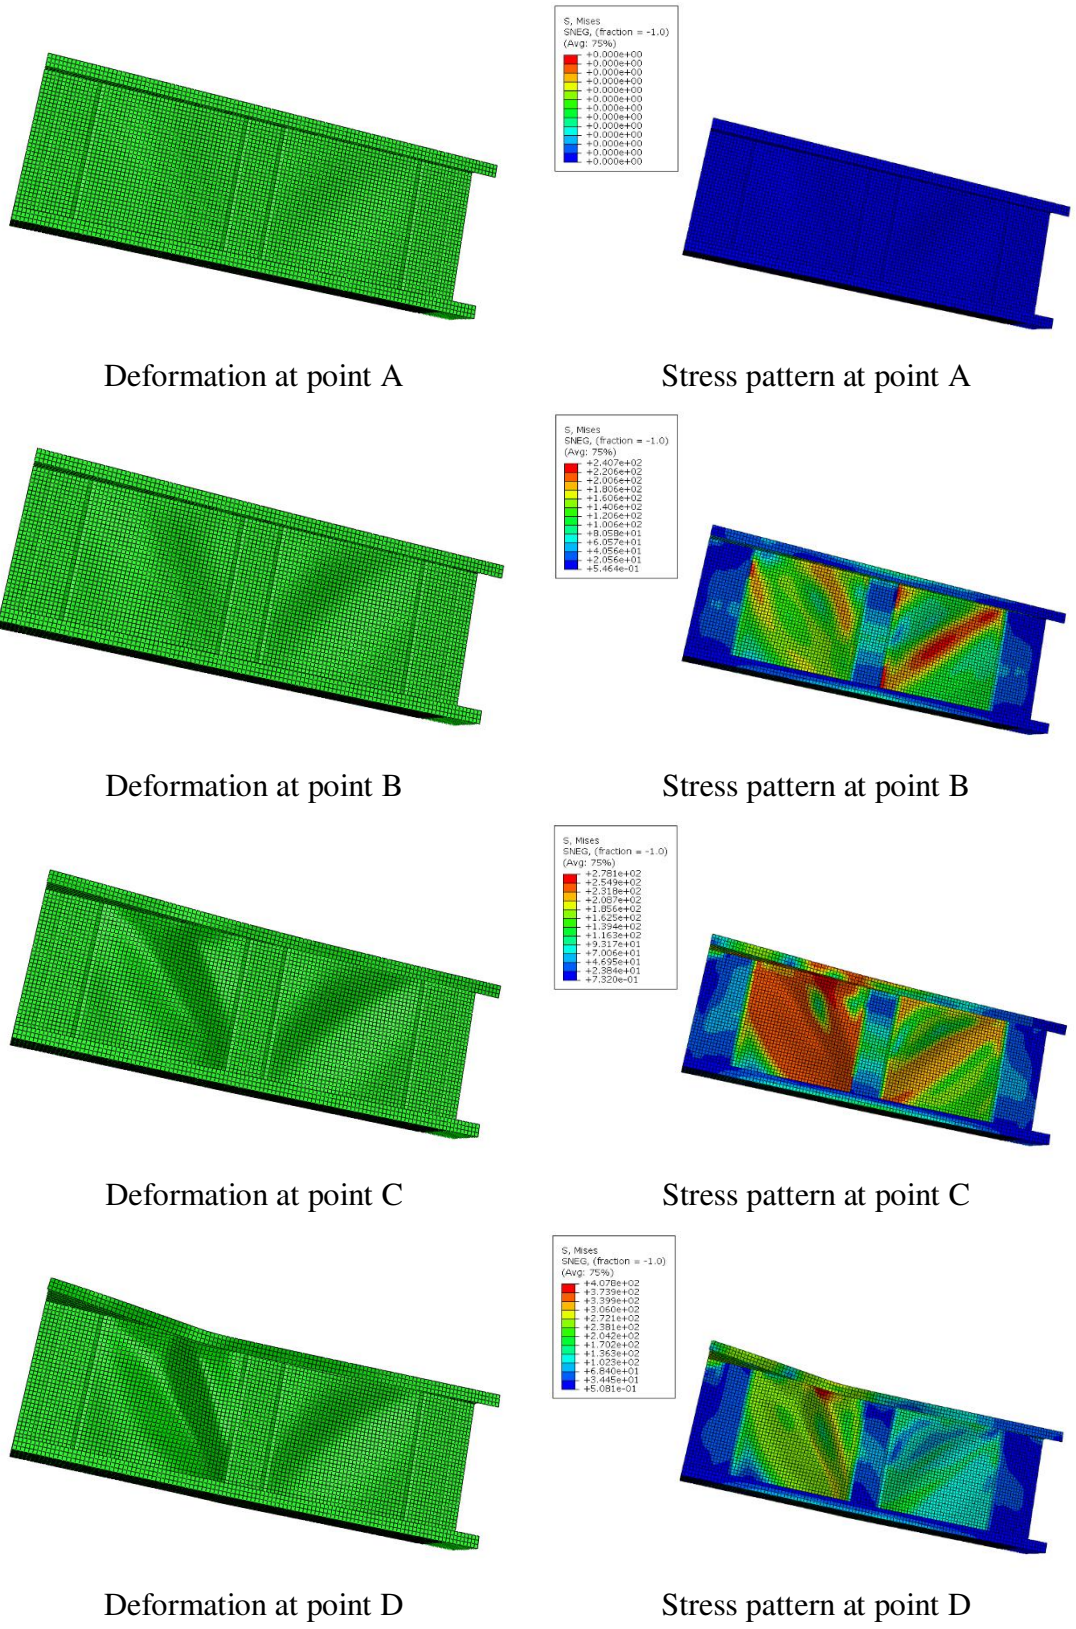 S, Mises
SNEG, (fraction = -1.0)
(Avg: 75%)
+0.000e+00
+0.000e+00
+0.000e+00
+0.000e+00
+0.000e+00
+0.000e+00
+0.000e+00
+0.000e+00
+0.000e+00
+0.000e+00
+0.000e+00
+0.000e+00
+0.000e+00
Deformation at point A
Stress pattern at point A
S, Mises
SNEG, (fraction = -1.0)
(Avg: 75%)
+2.407e+02
+2.206e+02
+2.006e+02
+1.806e+02
+1.606e+02
+1.406e+02
+1.206e+02
+1.006e+02
+8.058e+01
+6.057e+01
+4.056e+01
+2.056e+01
+5.464e-01
Deformation at point B
Stress pattern at point B
S, Mises
SNEG, (fraction = -1.0)
(Avg: 75%)
+2.781e+02
+2.549e+02
+2.318e+02
+2.087e+02
+1.856e+02
+1.625e+02
+1.394e+02
+1.163e+02
+9.317e+01
+7.006e+01
+4.695e+01
+2.384e+01
+7.320e-01
Deformation at point C
Stress pattern at point C
S, Mises
SNEG, (fraction = -1.0)
(Avg: 75%)
+4.078e+02
+3.739e+02
+3.399e+02
+3.060e+02
+2.721e+02
+2.381e+02
+2.042e+02
+1.702e+02
+1.363e+02
+1.023e+02
+6.840e+01
+3.445e+01
+5.081e-01
Deformation at point D
Stress pattern at point D